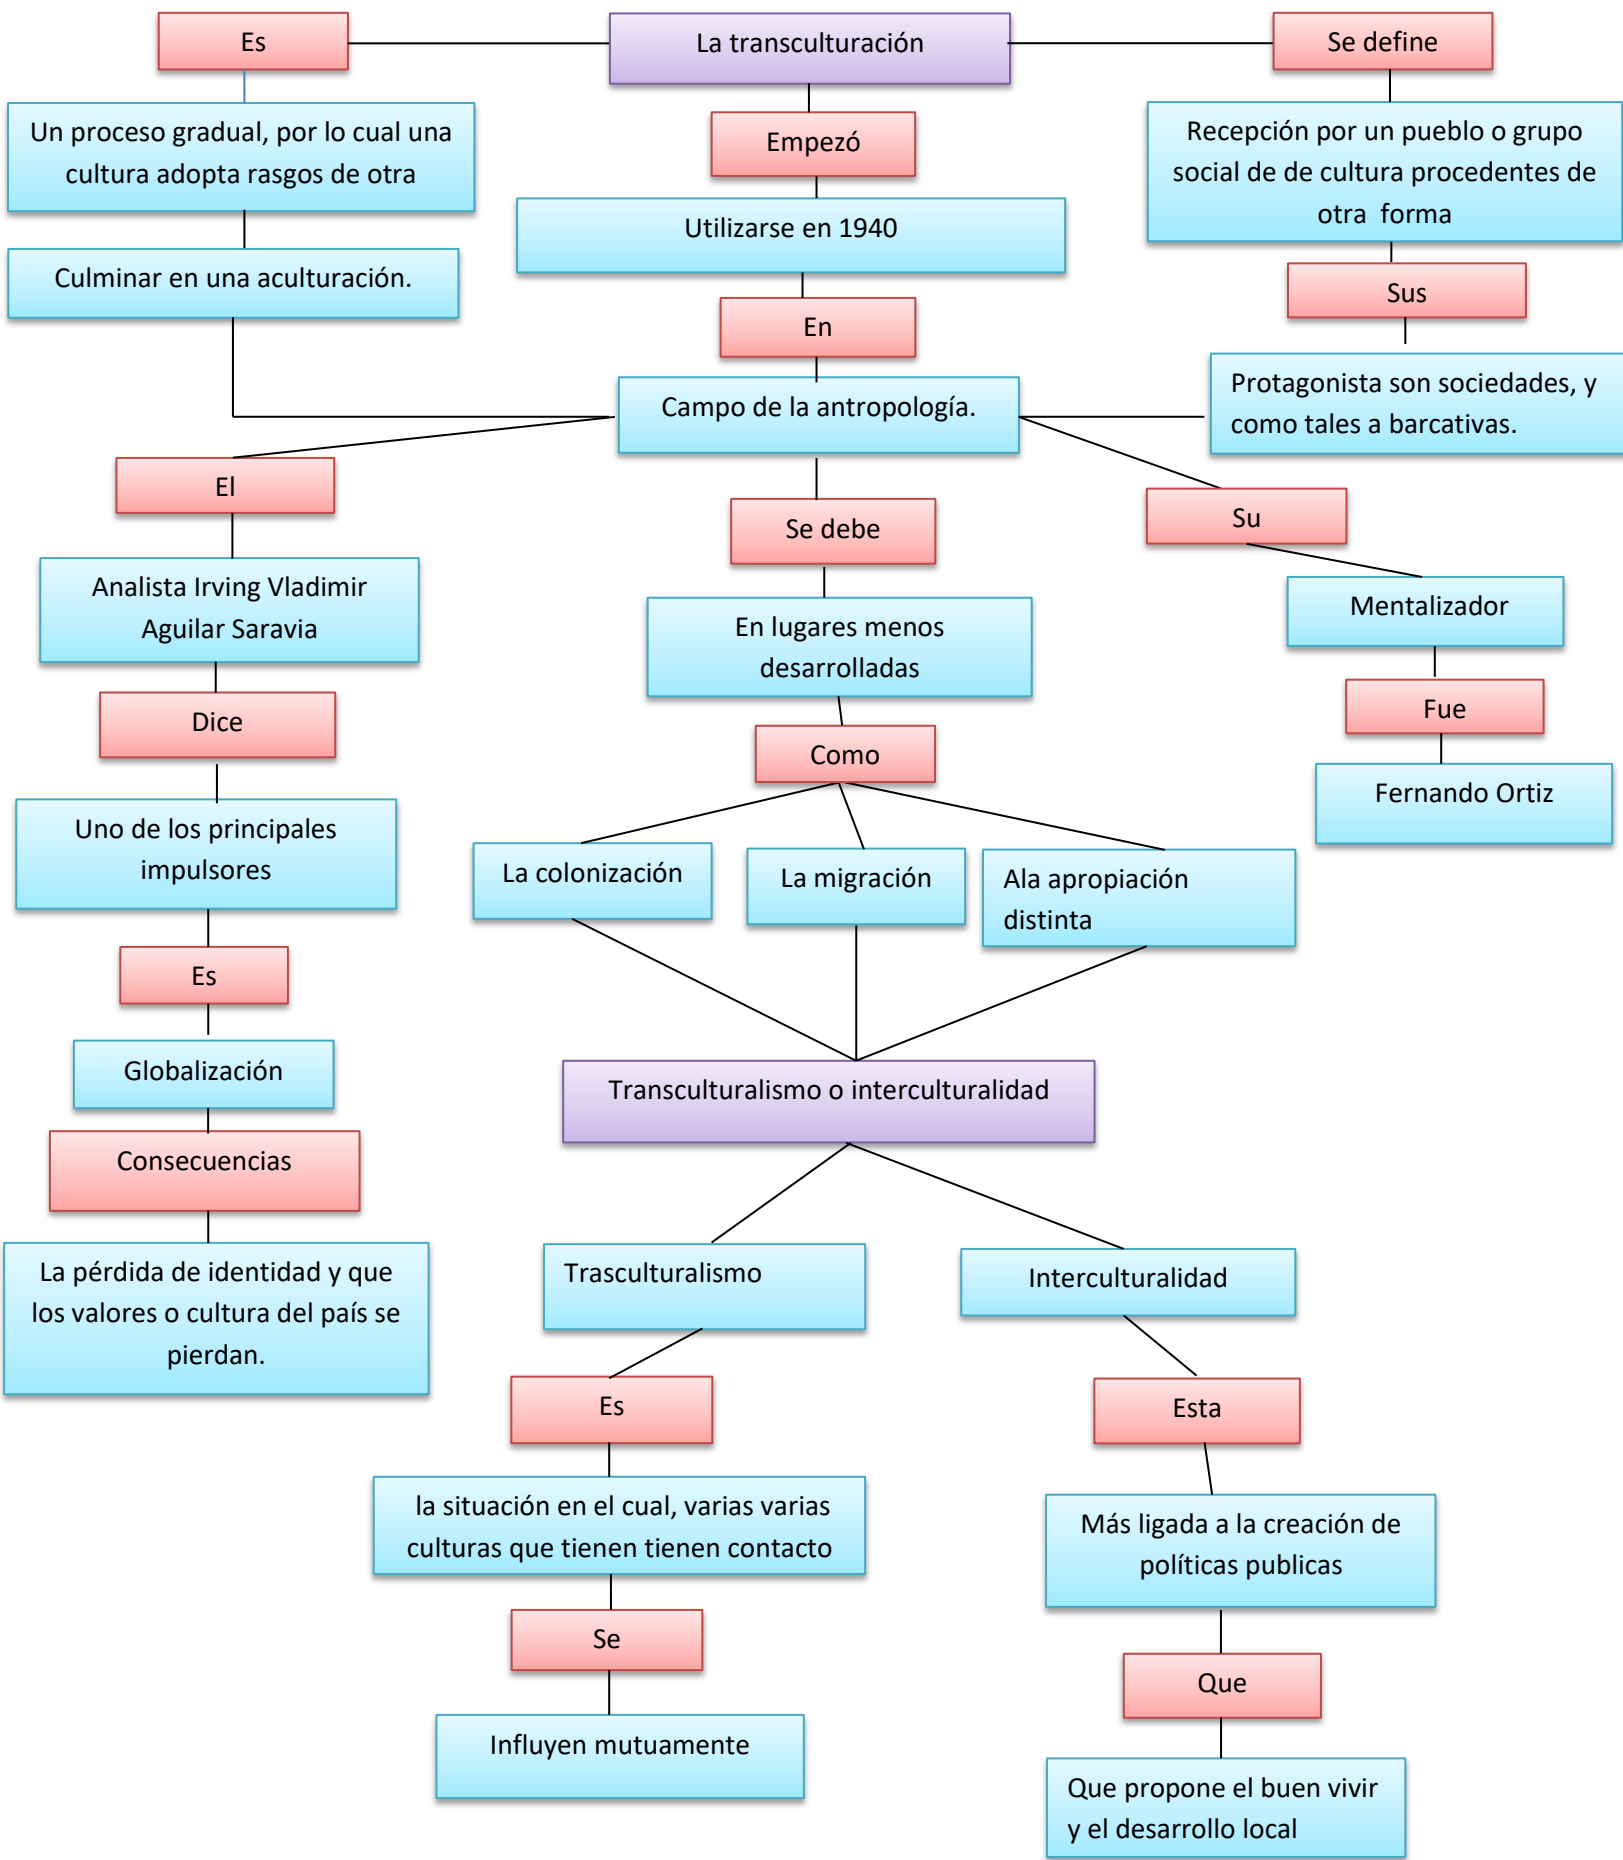 Es
La transculturación
Se define
Un proceso gradual, por lo cual una
cultura adopta rasgos de otra
Empezó
Recepción por un pueblo o grupo
social de de cultura procedentes de
otra  forma
Utilizarse en 1940
Culminar en una aculturación.
Sus
En
Campo de la antropología.
Protagonista son sociedades, y
como tales a barcativas.
El
Se debe
Su
Analista Irving Vladimir
Aguilar Saravia
En lugares menos
desarrolladas
Mentalizador
Dice
Como
Fue
Uno de los principales
impulsores
Fernando Ortiz
La colonización
La migración
Ala apropiación
distinta
Es
Globalización
Transculturalismo o interculturalidad
Consecuencias
La pérdida de identidad y que
los valores o cultura del país se
pierdan.
Trasculturalismo
Interculturalidad
Es
Esta
la situación en el cual, varias varias
culturas que tienen tienen contacto
Más ligada a la creación de
políticas publicas
Se
Que
Influyen mutuamente
Que propone el buen vivir
y el desarrollo local